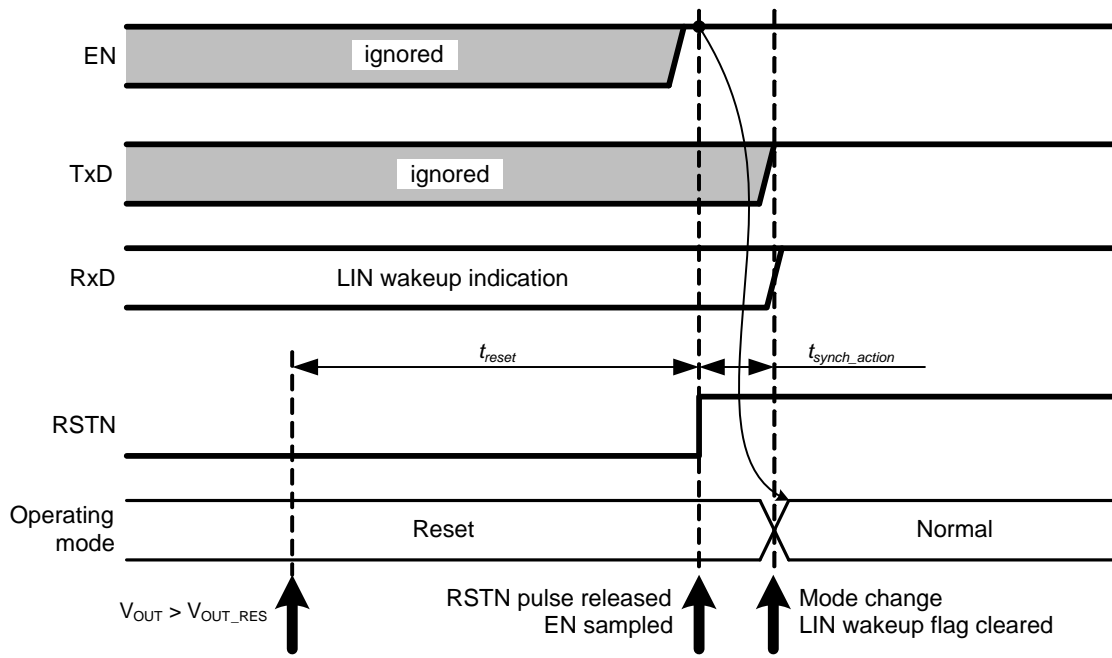 EN
ignored
TxD
ignored
RxD
LIN wakeup indication
t_reset
t_synch_action
RSTN
Operating
mode
Reset
Normal
V_OUT > V_OUT_RES
RSTN pulse released
EN sampled
Mode change
LIN wakeup flag cleared